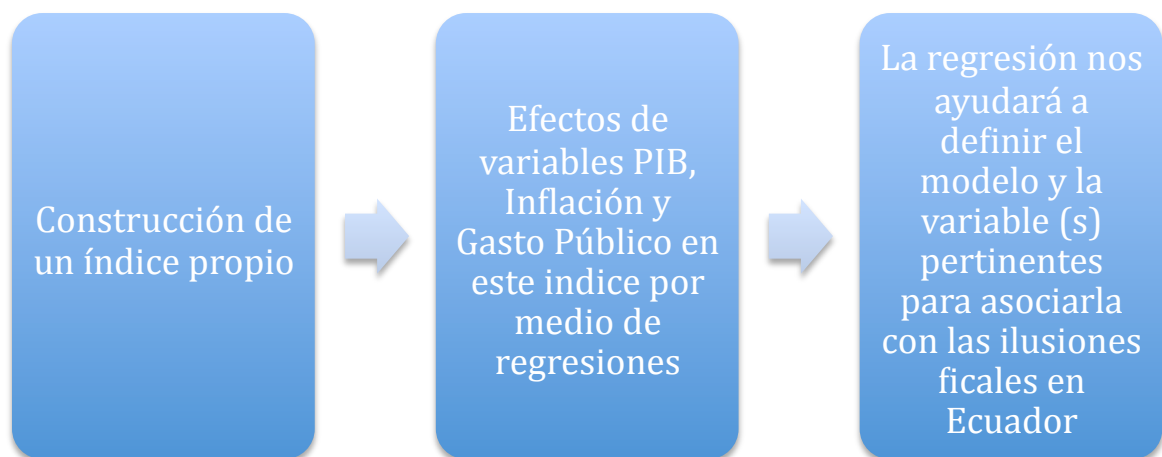 Construcción de
un índice propio
Efectos de
variables PIB,
Inflación y
Gasto Público en
este indice por
medio de
regresiones
La regresión nos
ayudará a
definir el
modelo y la
variable (s)
pertinentes
para asociarla
con las ilusiones
ficales en
Ecuador